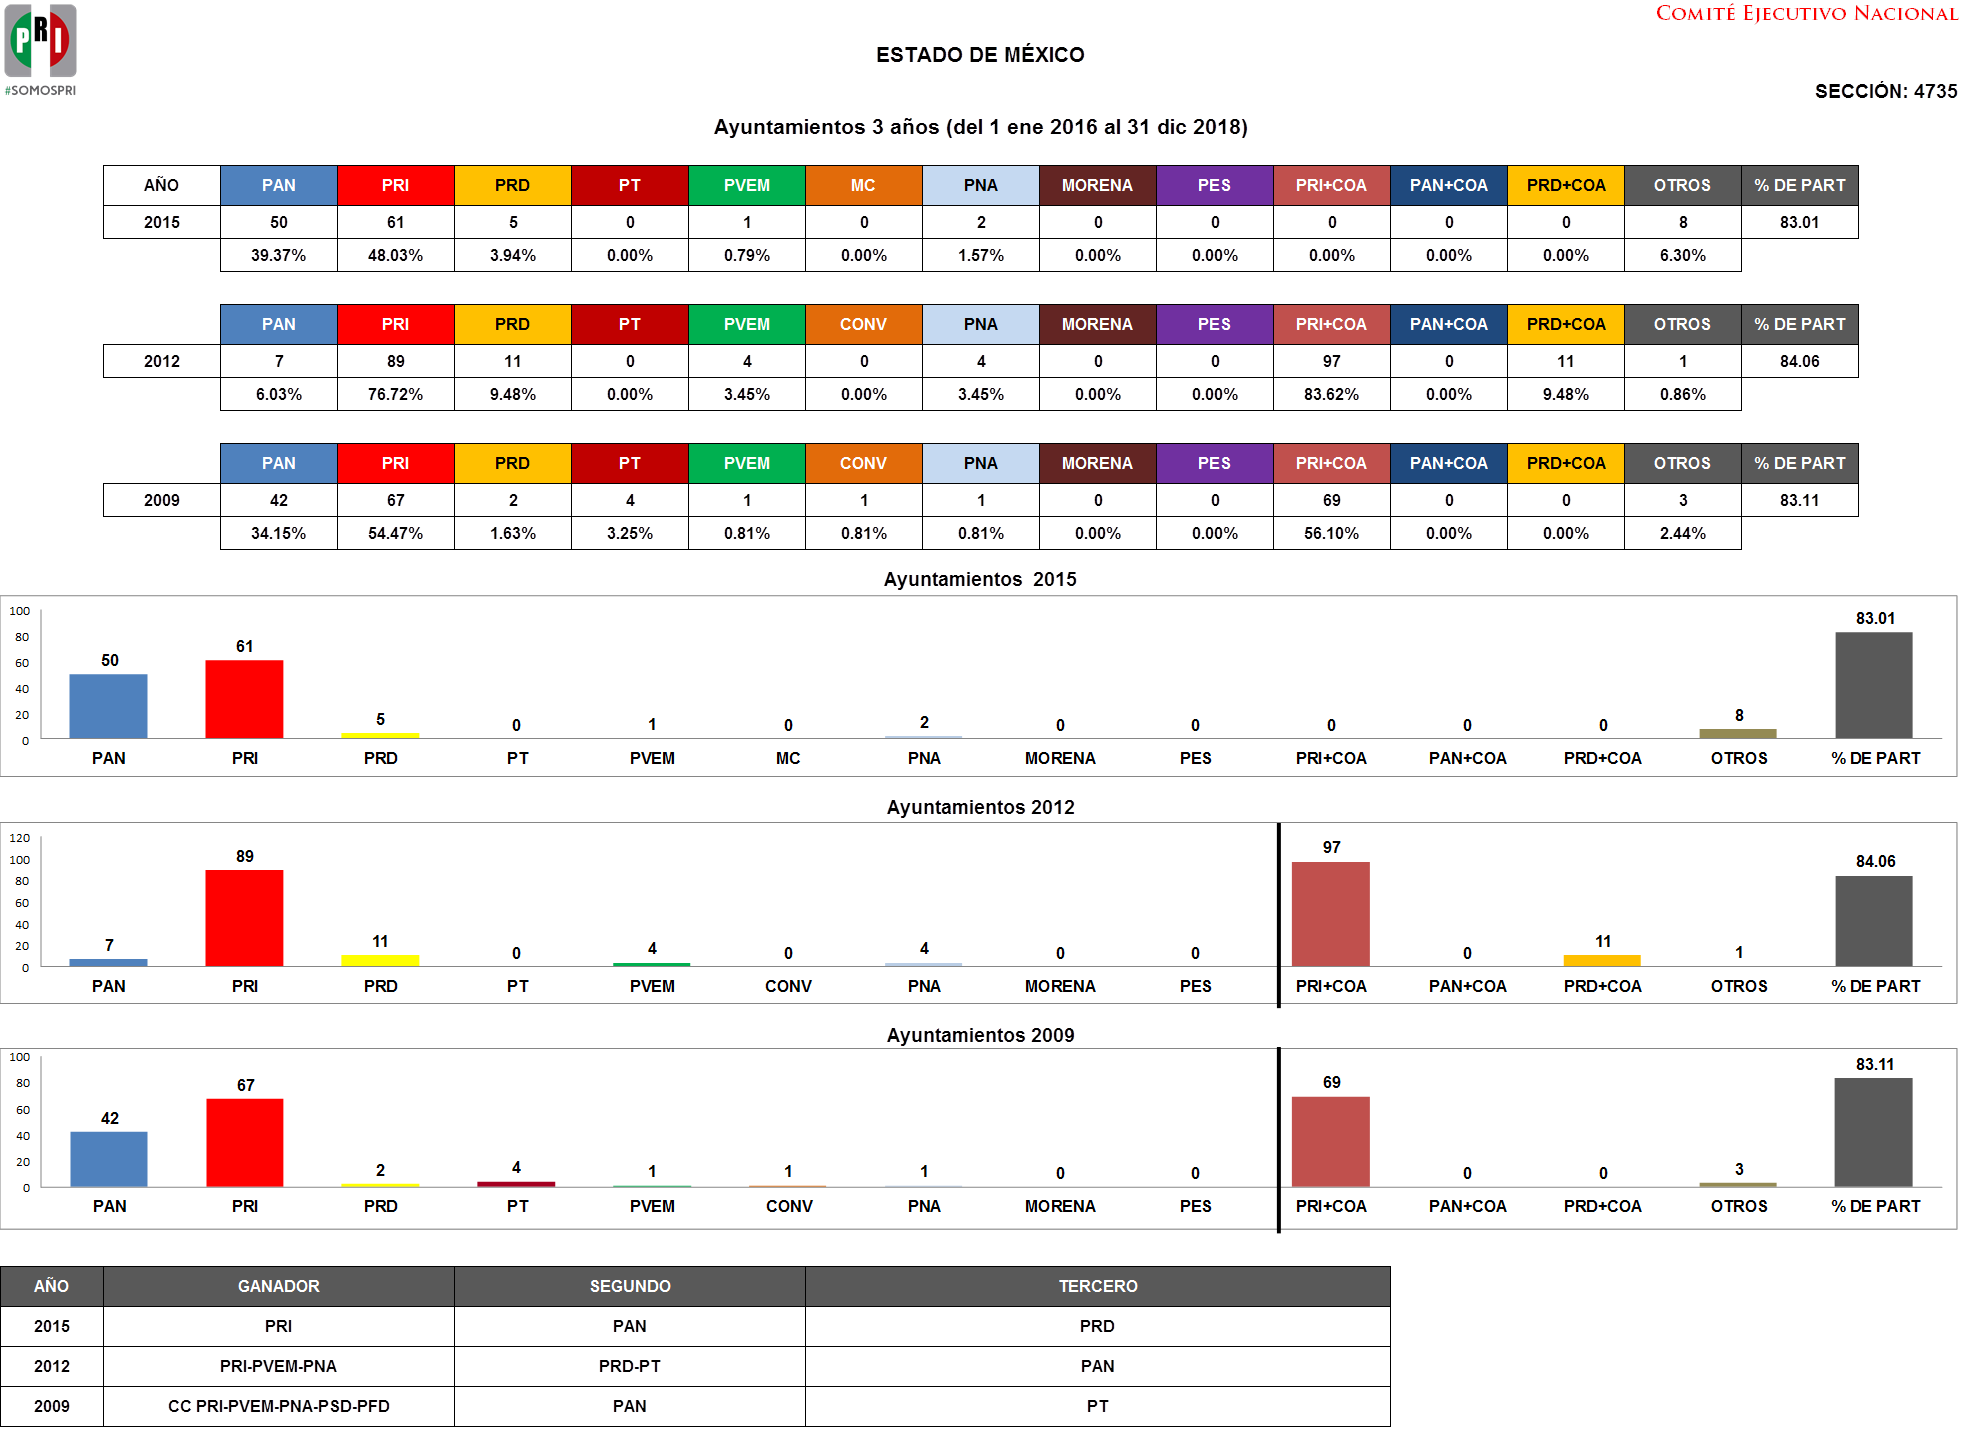 PRI
#SOMOSPRI
COMITÉ EJECUTIVO NACIONAL
ESTADO DE MÉXICO
SECCIÓN: 4735
Ayuntamientos 3 años (del 1 ene 2016 al 31 dic 2018)
AÑO PAN PRI PRD PT PVEM MC PNA MORENA PES PRI+COA PAN+COA PRD+COA OTROS % DE PART
2015 50 61 5 0 1 0 2 0 0 0 0 0 8 83.01
39.37% 48.03% 3.94% 0.00% 0.79% 0.00% 1.57% 0.00% 0.00% 0.00% 0.00% 0.00% 6.30%
PAN PRI PRD PT PVEM CONV PNA MORENA PES PRI+COA PAN+COA PRD+COA OTROS % DE PART
2012 7 89 11 0 4 0 4 0 0 97 0 11 1 84.06
6.03% 76.72% 9.48% 0.00% 3.45% 0.00% 3.45% 0.00% 0.00% 83.62% 0.00% 9.48% 0.86%
PAN PRI PRD PT PVEM CONV PNA MORENA PES PRI+COA PAN+COA PRD+COA OTROS % DE PART
2009 42 67 2 4 1 1 1 0 0 69 0 0 3 83.11
34.15% 54.47% 1.63% 3.25% 0.81% 0.81% 0.81% 0.00% 0.00% 56.10% 0.00% 0.00% 2.44%
Ayuntamientos 2015
100
80
60
40
20
0
50 61 5 0 1 0 2 0 0 0 0 0 8 83.01
PAN PRI PRD PT PVEM MC PNA MORENA PES PRI+COA PAN+COA PRD+COA OTROS % DE PART
Ayuntamientos 2012
120
100
80
60
40
20
0
7 89 11 0 4 0 4 0 0 97 0 11 1 84.06
PAN PRI PRD PT PVEM CONV PNA MORENA PES PRI+COA PAN+COA PRD+COA OTROS % DE PART
Ayuntamientos 2009
100
80
60
40
20
0
42 67 2 4 1 1 1 0 0 69 0 0 3 83.11
PAN PRI PRD PT PVEM CONV PNA MORENA PES PRI+COA PAN+COA PRD+COA OTROS % DE PART
AÑO GANADOR SEGUNDO TERCERO
2015 PRI PAN PRD
2012 PRI-PVEM-PNA PRD-PT PAN
2009 CC PRI-PVEM-PNA-PSD-PFD PAN PT